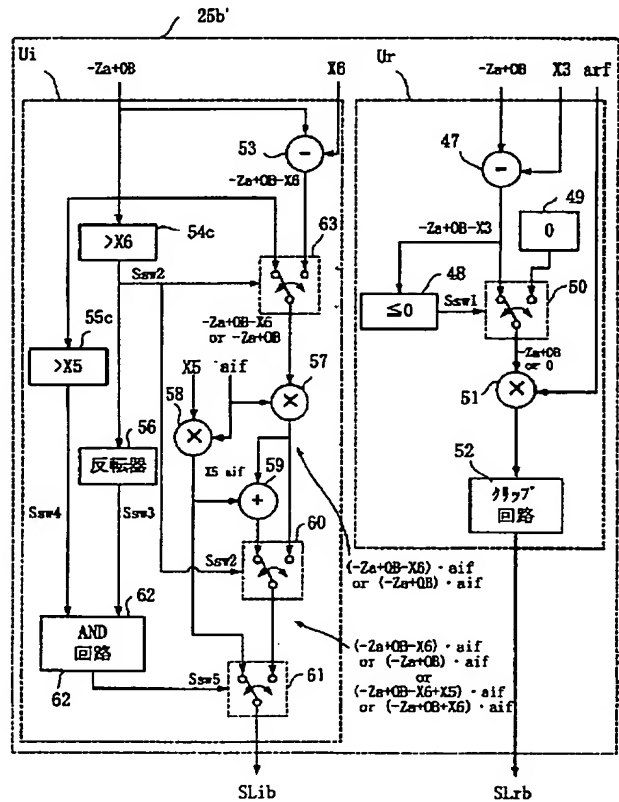 25b'
Ui
-Za+OB
X6
Ur
-Za+OB
X3
arf
53
-
-Za+OB-X6
47
-
49
0
>X6
54c
63
-Za+OB-X3
48
≦0
Ssw1
50
Ssw2
55c
>X5
-Za+OB-X6
or -Za+OB
-Za+OB
or 0
X5
aif
57
×
58
×
51
×
56
反転器
X5 aif
59
+
52
クリップ
回路
Ssw4
Ssw3
60
Ssw2
(-Za+OB-X6)・aif
or (-Za+OB)・aif
62
AND
回路
62
(-Za+OB-X6)・aif
or (-Za+OB)・aif
or
(-Za+OB-X6+X5)・aif
or (-Za+OB+X6)・aif
Ssw5
61
SLib
SLrb